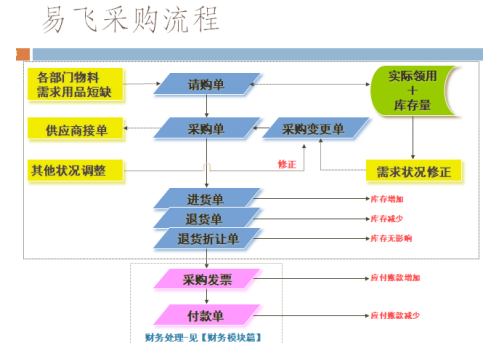 易飞采购流程
各部门物料
需求用品短缺
请购单
实际领用
+
库存量
供应商接单
采购单
采购变更单
其他状况调整
修正
需求状况修正
进货单
库存增加
退货单
库存减少
退货折让单
库存无影响
采购发票
应付账款增加
付款单
应付账款减少
财务处理-见【财务模块篇】